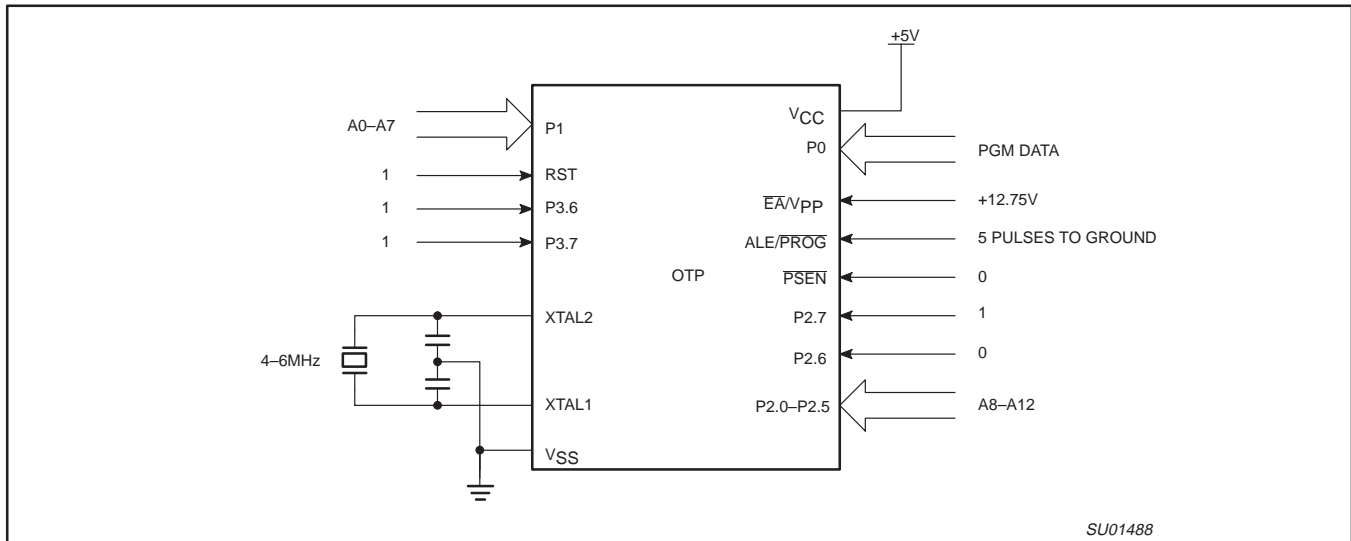 +5V
VCC
A0–A7
P1
P0
PGM DATA
1
RST
EA/VPP
+12.75V
1
P3.6
1
P3.7
ALE/PROG
5 PULSES TO GROUND
OTP
PSEN
0
XTAL2
P2.7
1
4–6MHz
P2.6
0
XTAL1
P2.0–P2.5
A8–A12
VSS
SU01488